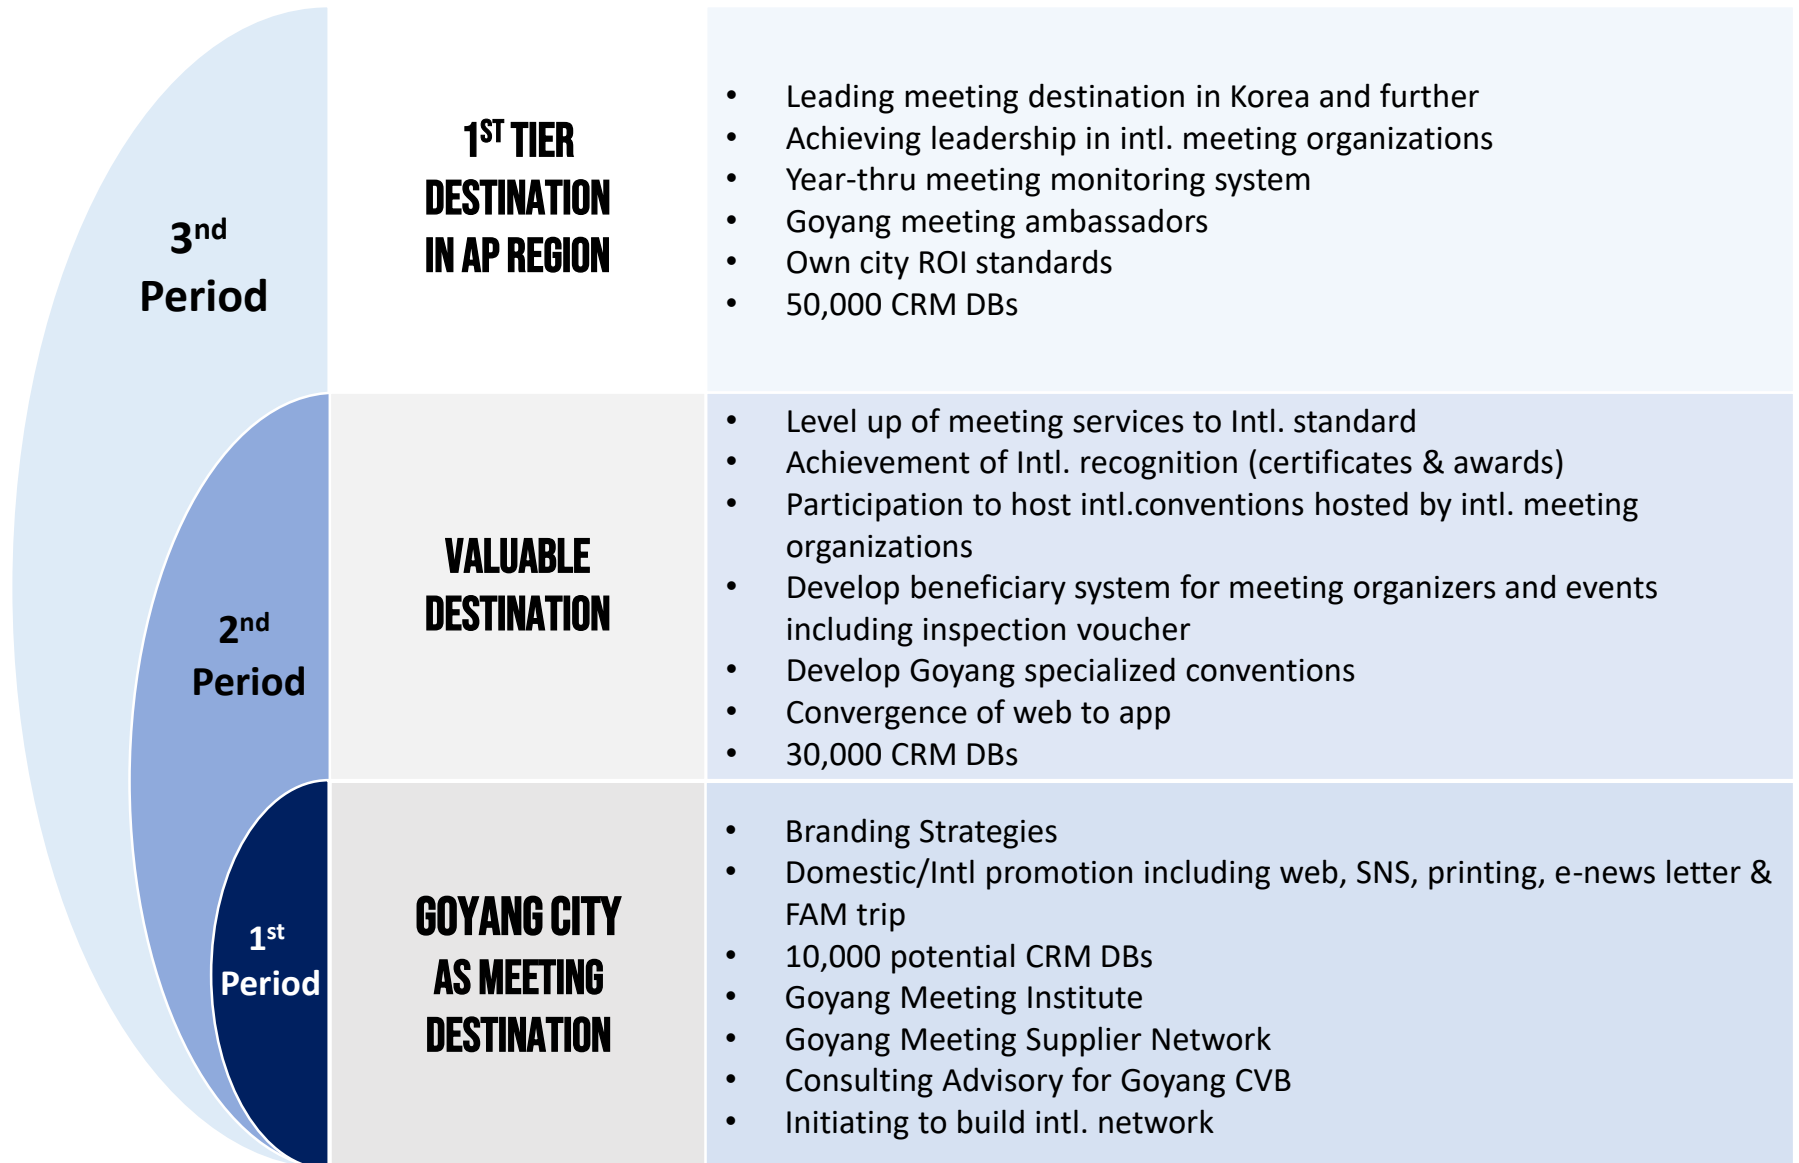 3nd
Period
1ST TIER
DESTINATION
IN AP REGION
• Leading meeting destination in Korea and further
• Achieving leadership in intl. meeting organizations
• Year-thru meeting monitoring system
• Goyang meeting ambassadors
• Own city ROI standards
• 50,000 CRM DBs
2nd
Period
VALUABLE
DESTINATION
• Level up of meeting services to Intl. standard
• Achievement of Intl. recognition (certificates & awards)
• Participation to host intl.conventions hosted by intl. meeting
organizations
• Develop beneficiary system for meeting organizers and events
including inspection voucher
• Develop Goyang specialized conventions
• Convergence of web to app
• 30,000 CRM DBs
1st
Period
GOYANG CITY
AS MEETING
DESTINATION
• Branding Strategies
• Domestic/Intl promotion including web, SNS, printing, e-news letter &
FAM trip
• 10,000 potential CRM DBs
• Goyang Meeting Institute
• Goyang Meeting Supplier Network
• Consulting Advisory for Goyang CVB
• Initiating to build intl. network